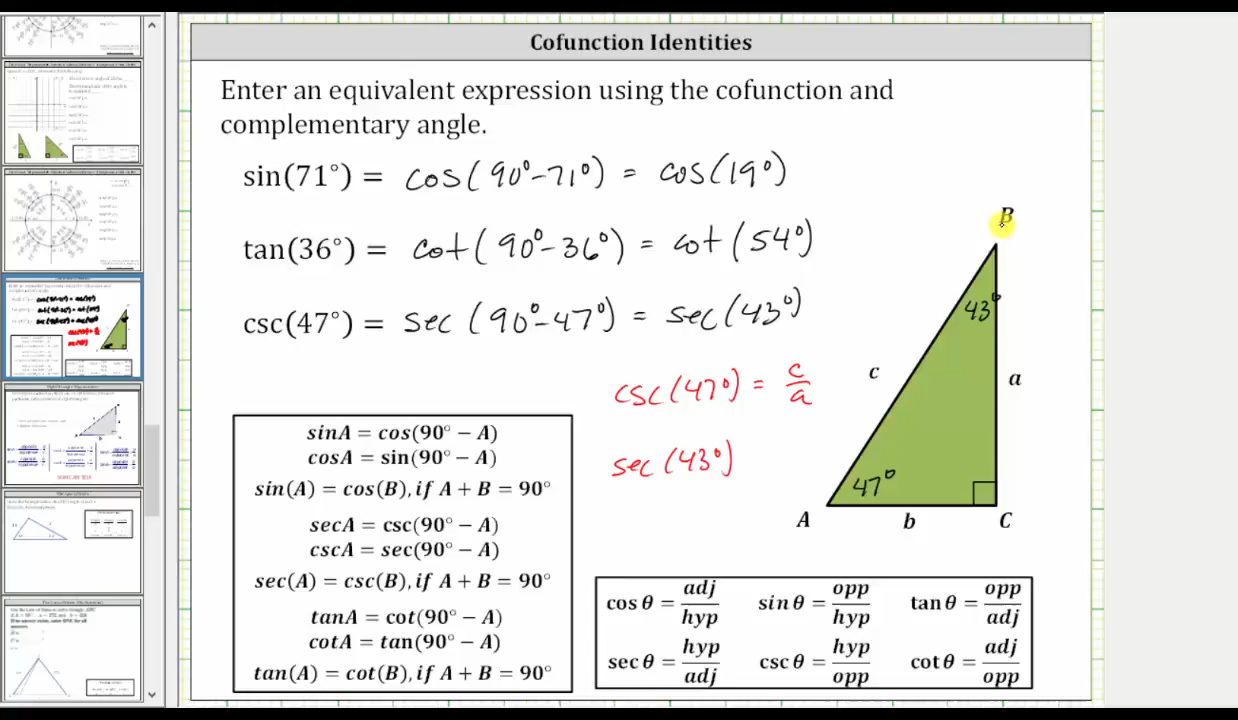 Cofunction Identities
Enter an equivalent expression using the cofunction and
complementary angle.
sin(71°) = cos(90°-71°) = cos(19°)
tan(36°) = cot(90°-36°) = cot(54°)
csc(47°) = sec(90°-47°) = sec(43°)
csc(47°) = c/a
sec(43°)
B
43°
c
a
47°
A
b
C
sinA = cos(90° − A)
cosA = sin(90° − A)
sin(A) = cos(B), if A + B = 90°
secA = csc(90° − A)
cscA = sec(90° − A)
sec(A) = csc(B), if A + B = 90°
tanA = cot(90° − A)
cotA = tan(90° − A)
tan(A) = cot(B), if A + B = 90°
cos θ = adj/hyp sin θ = opp/hyp tan θ = opp/adj
sec θ = hyp/adj csc θ = hyp/opp cot θ = adj/opp